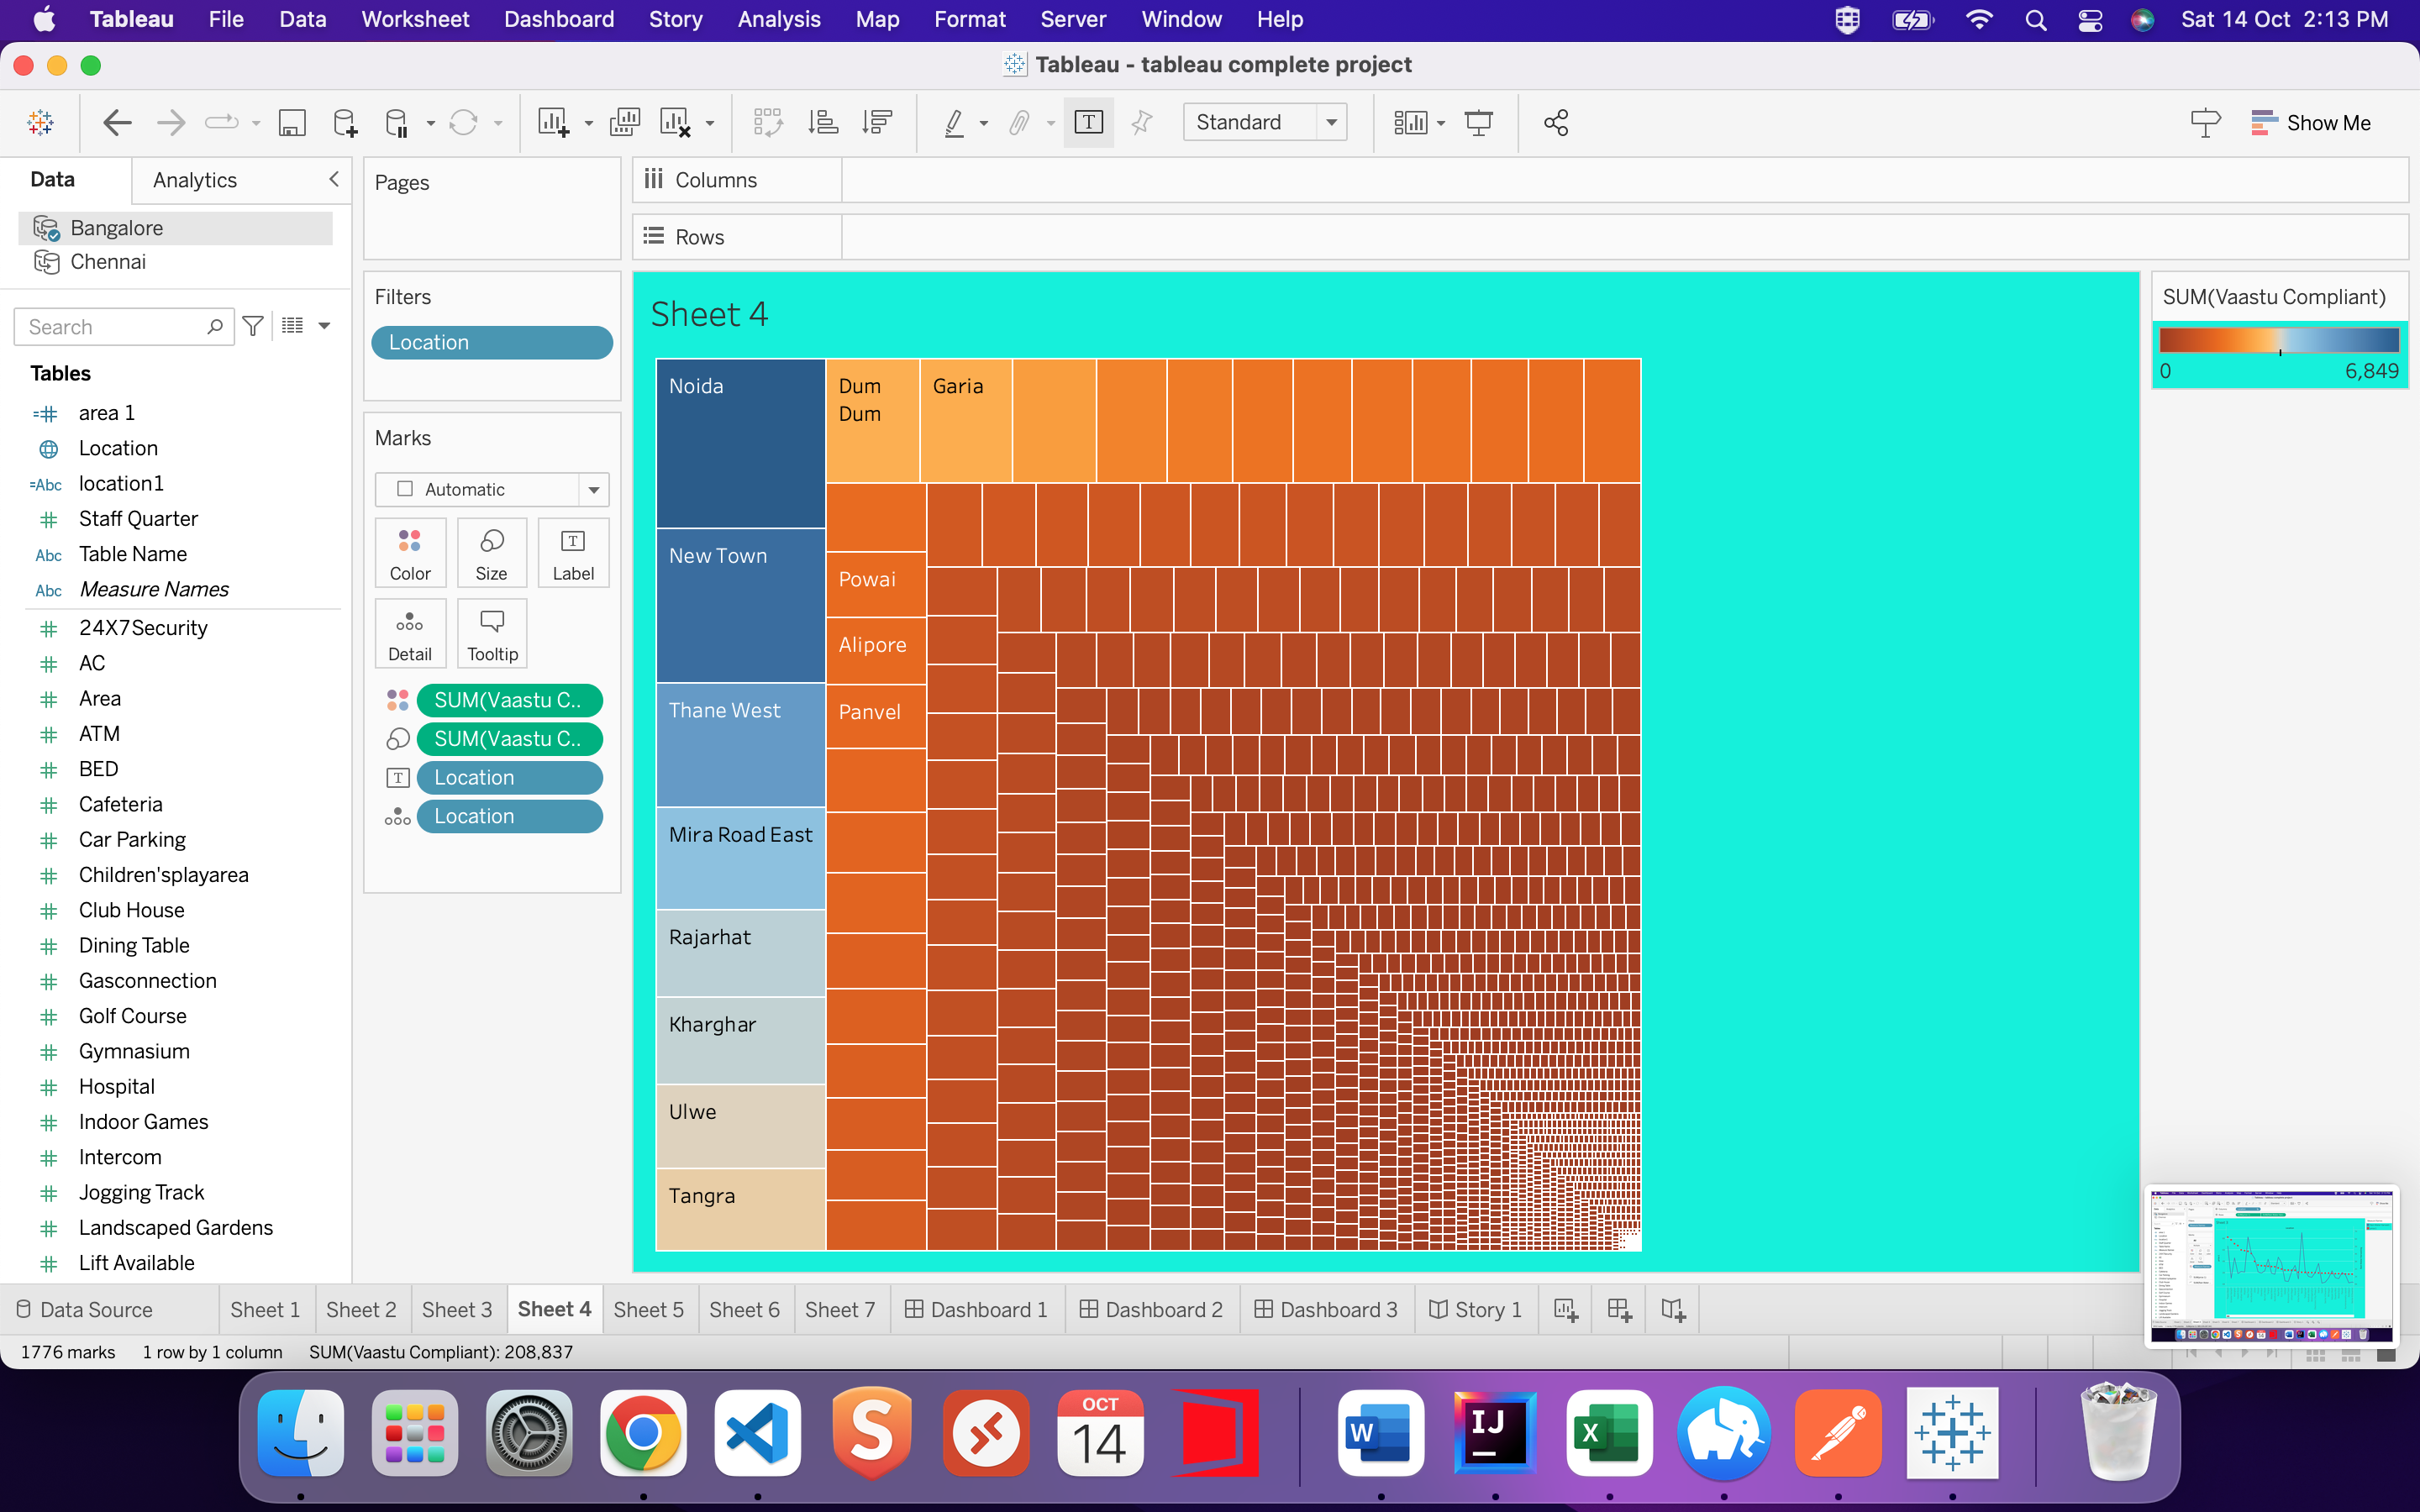 Tableau File Data Worksheet Dashboard Story Analysis Map Format Server Window Help Sat 14 Oct 2:13 PM
Tableau - tableau complete project
Standard Show Me
Data Analytics
Bangalore
Chennai
Search
Tables
area 1
Location
=Abc location1
Staff Quarter
Abc Table Name
Abc Measure Names
24X7Security
AC
Area
ATM
BED
Cafeteria
Car Parking
Children'splayarea
Club House
Dining Table
Gasconnection
Golf Course
Gymnasium
Hospital
Indoor Games
Intercom
Jogging Track
Landscaped Gardens
Lift Available
Pages
Filters
Location
Marks
Automatic
Color Size Label
Detail Tooltip
SUM(Vaastu C..
SUM(Vaastu C..
Location
Location
Columns
Rows
Sheet 4
Noida
New Town
Thane West
Mira Road East
Rajarhat
Kharghar
Ulwe
Tangra
Dum
Dum
Garia
Powai
Alipore
Panvel
SUM(Vaastu Compliant)
0 6,849
Data Source Sheet 1 Sheet 2 Sheet 3 Sheet 4 Sheet 5 Sheet 6 Sheet 7 Dashboard 1 Dashboard 2 Dashboard 3 Story 1
1776 marks 1 row by 1 column SUM(Vaastu Compliant): 208,837
OCT
14
W
IJ
X